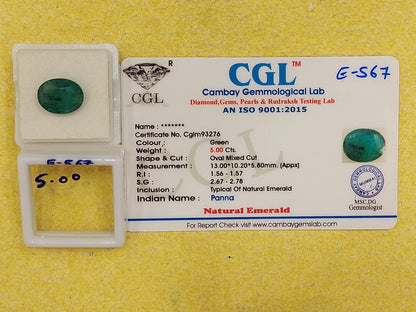 R
CGL
CGL™
Cambay Gemmological Lab
Diamond,Gems, Pearls & Rudraksh Testing Lab
AN ISO 9001:2015
E-567
Name : *******
Certificate No. Cglm93276
Colour : Green
Weight : 5.00 Cts.
Shape & Cut : Oval Mixed Cut
Measurement : 13.00*10.20*5.80mm. (Appx)
R.I : 1.56 - 1.57
S.G : 2.67 - 2.78
Inclusion : Typical Of Natural Emerald
Indian Name : Panna
Natural Emerald
For Report Check visit : www.cambaygemslab.com
MUMBAI
MSC,DG
Gemmologist
E-567
5.00